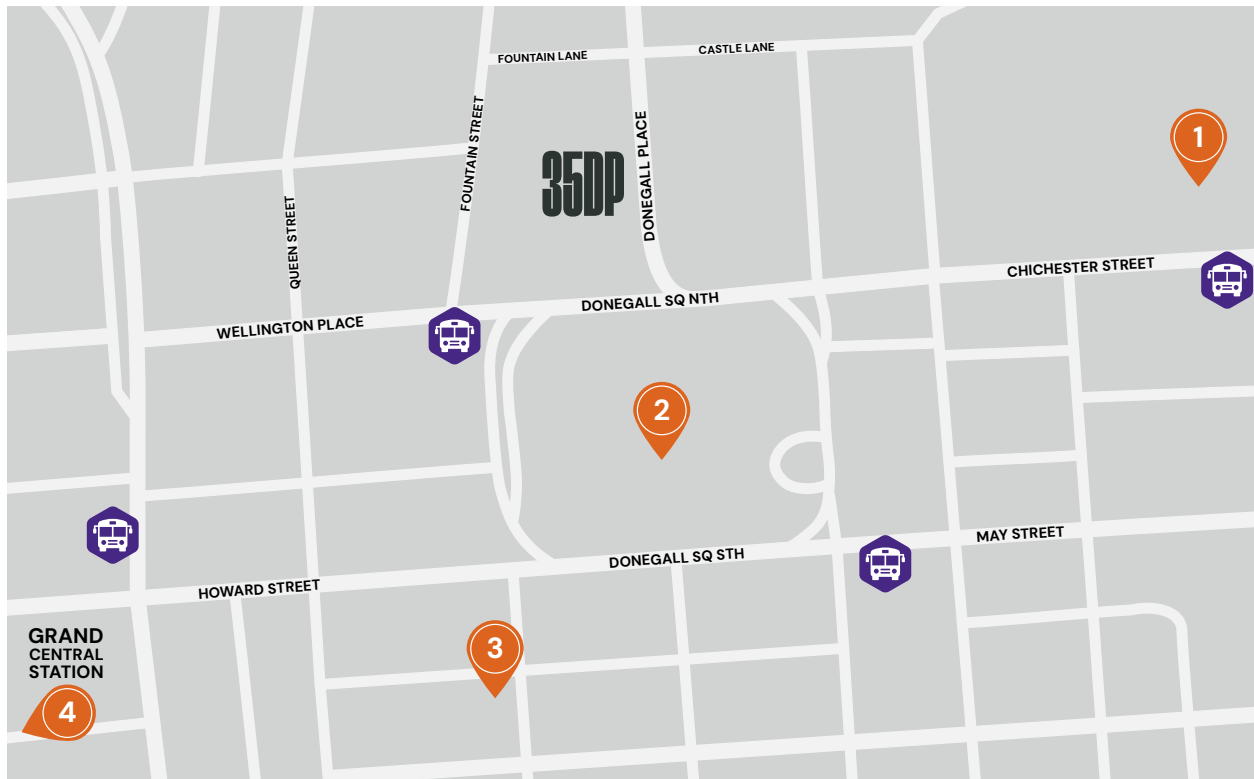 FOUNTAIN LANE
CASTLE LANE
FOUNTAIN STREET
35DP
DONEGALL PLACE
1
QUEEN STREET
CHICHESTER STREET
DONEGALL SQ NTH
WELLINGTON PLACE
2
MAY STREET
DONEGALL SQ STH
HOWARD STREET
GRAND
CENTRAL
STATION
3
4